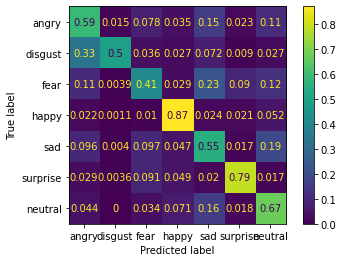 angry 0.59 0.015 0.078 0.035 0.15 0.023 0.11
disgust 0.33 0.5 0.036 0.027 0.072 0.009 0.027
fear 0.11 0.0039 0.41 0.029 0.23 0.09 0.12
happy 0.022 0.0011 0.01 0.87 0.024 0.021 0.052
sad 0.096 0.004 0.097 0.047 0.55 0.017 0.19
surprise 0.029 0.0036 0.091 0.049 0.02 0.79 0.017
neutral 0.044 0 0.034 0.071 0.16 0.018 0.67
angry disgust fear happy sad surprise neutral
Predicted label
True label
0.8
0.7
0.6
0.5
0.4
0.3
0.2
0.1
0.0